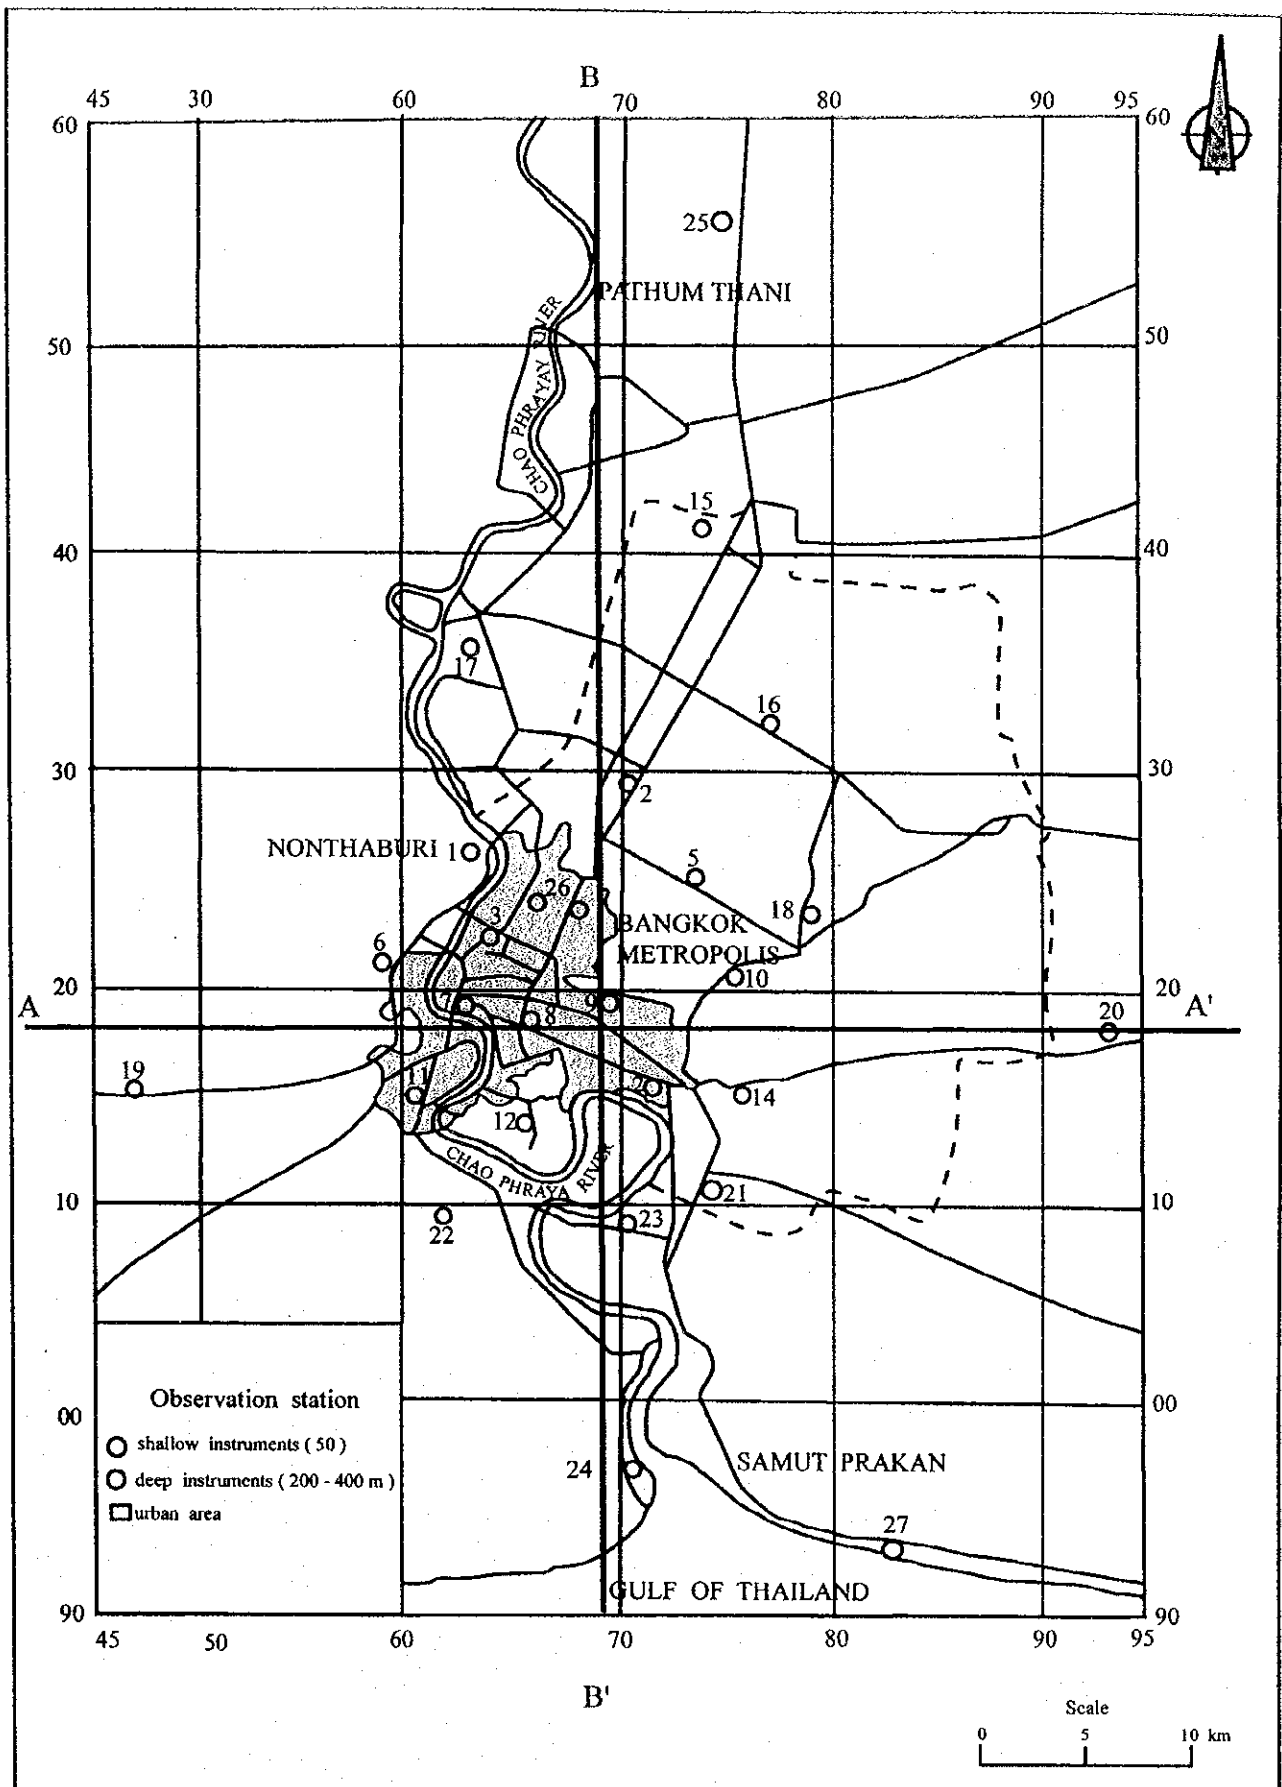 B
45 30 60 70 80 90 95
60 60
25
PATHUM THANI
CHAO PHRAYAY RIVER
50 50
15
40 40
17
16
30 30
2
NONTHABURI 1
5
26
18
3
BANGKOK
METROPOLIS
6
10
20 20
A A'
7
9
8
20
19
11
14
12
CHAO PHRAYA RIVER
21
10 10
22
23
Observation station
00 00
shallow instruments ( 50 )
deep instruments ( 200 - 400 m )
urban area
24
SAMUT PRAKAN
27
GULF OF THAILAND
90 90
45 50 60 70 80 90 95
B'
Scale
0 5 10 km